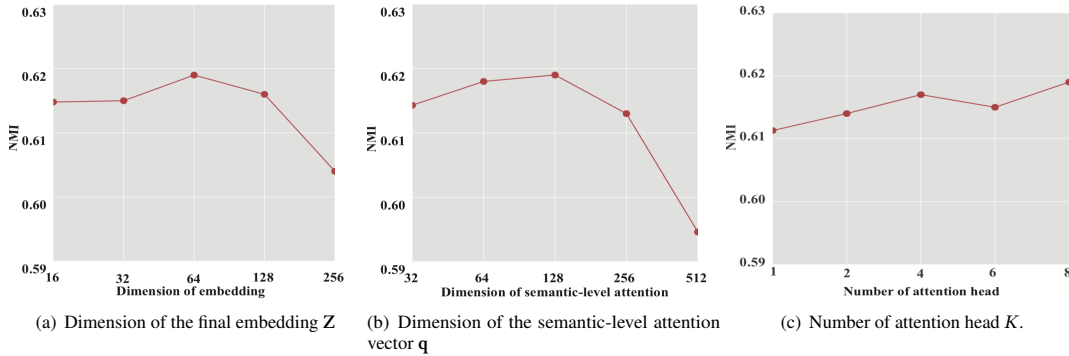 0.63
0.62
0.61
0.60
0.59
NMI
16 32 64 128 256
Dimension of embedding
(a) Dimension of the final embedding Z
0.63
0.62
0.61
0.60
0.59
NMI
32 64 128 256 512
Dimension of semantic-level attention
(b) Dimension of the semantic-level attention
vector q
0.63
0.62
0.61
0.60
0.59
NMI
1 2 4 6 8
Number of attention head
(c) Number of attention head K.